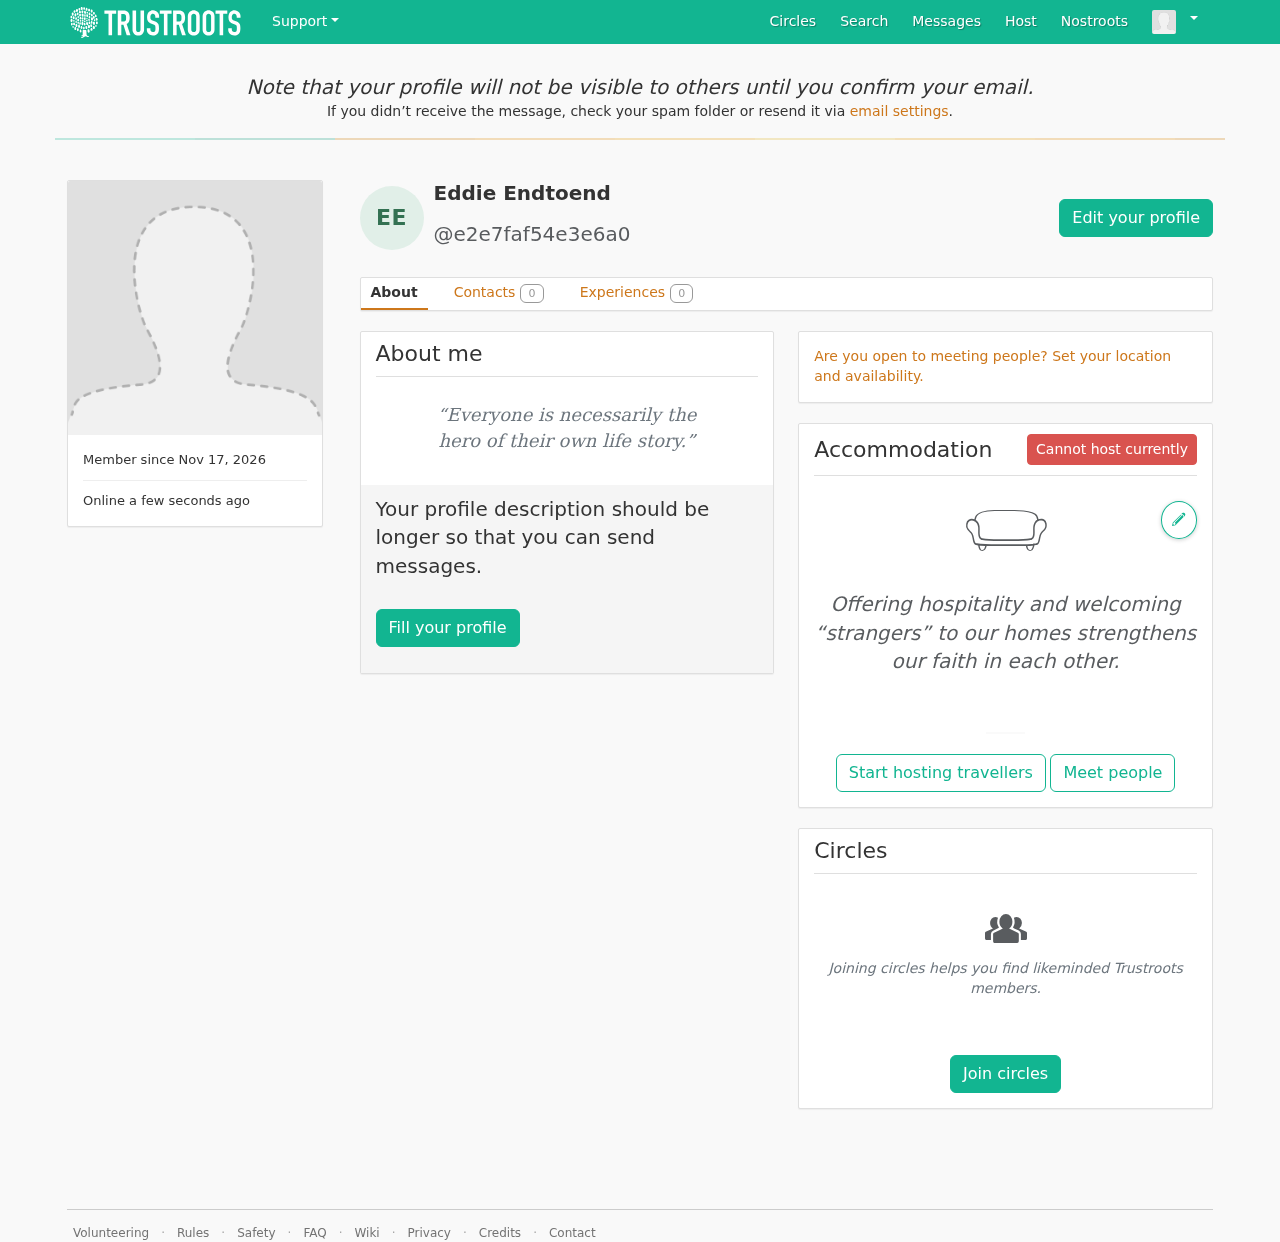 TRUSTROOTS Support Circles Search Messages Host Nostroots
Note that your profile will not be visible to others until you confirm your email.
If you didn’t receive the message, check your spam folder or resend it via email settings.
EE
Eddie Endtoend
@e2e7faf54e3e6a0
Edit your profile
Member since Nov 17, 2026
Online a few seconds ago
About Contacts 0 Experiences 0
About me
“Everyone is necessarily the
hero of their own life story.”
Your profile description should be
longer so that you can send
messages.
Fill your profile
Are you open to meeting people? Set your location
and availability.
Accommodation Cannot host currently
Offering hospitality and welcoming
“strangers” to our homes strengthens
our faith in each other.
Start hosting travellers Meet people
Circles
Joining circles helps you find likeminded Trustroots
members.
Join circles
Volunteering · Rules · Safety · FAQ · Wiki · Privacy · Credits · Contact